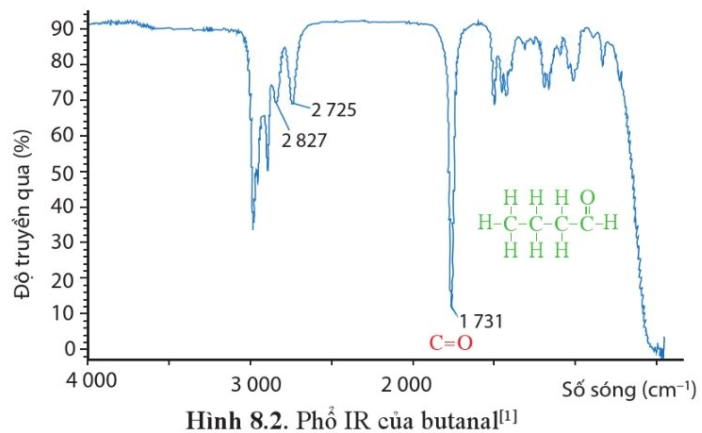 Độ truyền qua (%)
90
80
70
60
50
40
30
20
10
0
2 725
2 827
H H H O
H-C-C-C-C-H
H H H
1 731
C=O
4 000
3 000
2 000
Số sóng (cm⁻¹)
Hình 8.2. Phổ IR của butanal[1]